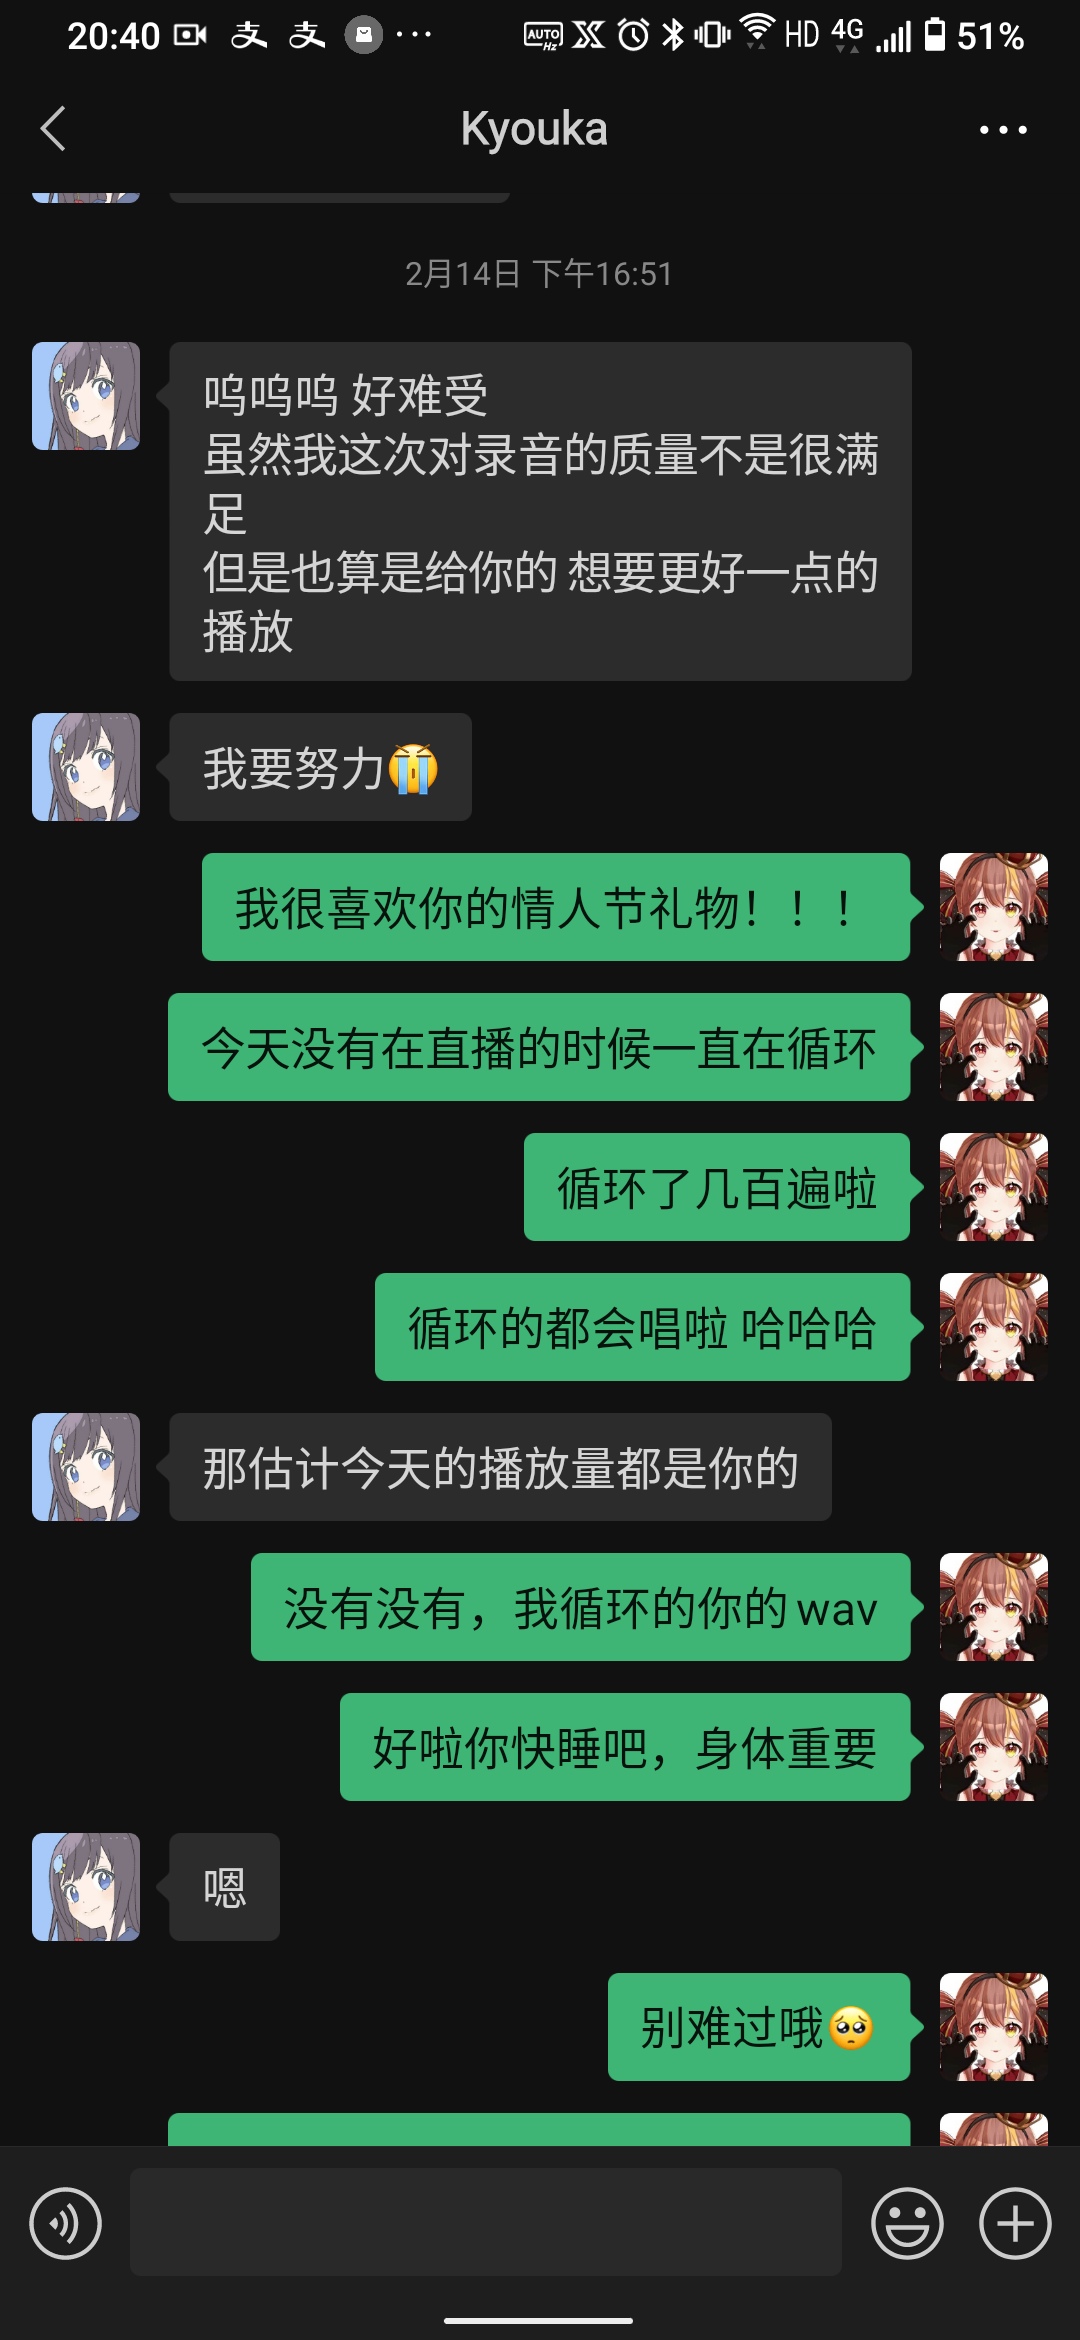 20:40 支 支 ··· AUTO Hz HD 4G 51%
Kyouka
2月14日 下午16:51
呜呜呜 好难受
虽然我这次对录音的质量不是很满
足
但是也算是给你的 想要更好一点的
播放
我要努力😭
我很喜欢你的情人节礼物！！！
今天没有在直播的时候一直在循环
循环了几百遍啦
循环的都会唱啦 哈哈哈
那估计今天的播放量都是你的
没有没有，我循环的你的wav
好啦你快睡吧，身体重要
嗯
别难过哦🥺